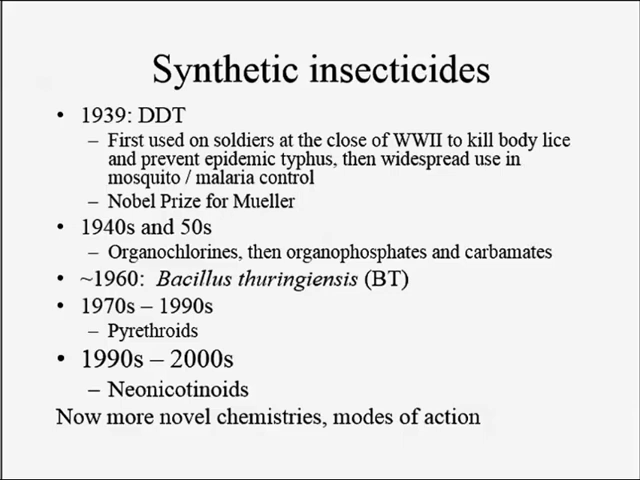 Synthetic insecticides
• 1939: DDT
– First used on soldiers at the close of WWII to kill body lice
and prevent epidemic typhus, then widespread use in
mosquito / malaria control
– Nobel Prize for Mueller
• 1940s and 50s
– Organochlorines, then organophosphates and carbamates
• ~1960: Bacillus thuringiensis (BT)
• 1970s – 1990s
– Pyrethroids
• 1990s – 2000s
– Neonicotinoids
Now more novel chemistries, modes of action